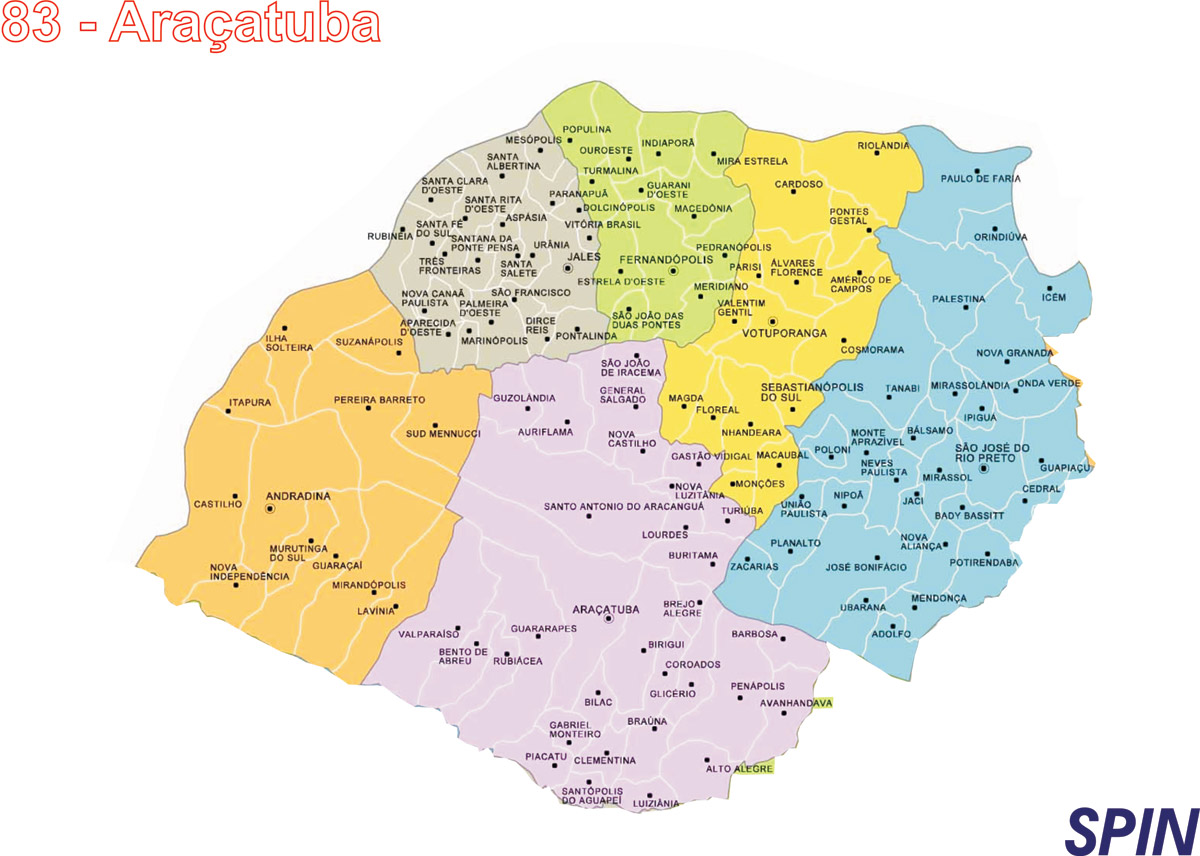 83 - Araçatuba
POPULINA
MESÓPOLIS
OUROESTE
INDIAPORÃ
MIRA ESTRELA
RIOLÂNDIA
SANTA
ALBERTINA
TURMALINA
PAULO DE FARIA
SANTA CLARA
D'OESTE
PARANAPUÃ
GUARANI
D'OESTE
CARDOSO
SANTA RITA
D'OESTE
DOLCINÓPOLIS
MACEDÔNIA
PONTES
GESTAL
ASPÁSIA
VITÓRIA BRASIL
RUBINÉIA
SANTA FÉ
DO SUL
ORINDIÚVA
SANTANA DA
PONTE PENSA
URÂNIA
JALES
PEDRANÓPOLIS
FERNANDÓPOLIS
PARISI
ÁLVARES
FLORENCE
TRÊS
FRONTEIRAS
SANTA
SALETE
ESTRELA D'OESTE
AMÉRICO DE
CAMPOS
MERIDIANO
NOVA CANAÃ
PAULISTA
SÃO FRANCISCO
PALMEIRA
D'OESTE
VALENTIM
GENTIL
PALESTINA
ICÉM
APARECIDA
D'OESTE
DIRCE
REIS
SÃO JOÃO DAS
DUAS PONTES
VOTUPORANGA
MARINÓPOLIS
PONTALINDA
ILHA
SOLTEIRA
SUZANÁPOLIS
COSMORAMA
NOVA GRANADA
SÃO JOÃO
DE IRACEMA
SEBASTIANÓPOLIS
DO SUL
TANABI
MIRASSOLÂNDIA
ONDA VERDE
ITAPURA
PEREIRA BARRETO
GUZOLÂNDIA
GENERAL
SALGADO
MAGDA
FLOREAL
IPIGUÁ
SUD MENNUCCI
AURIFLAMA
NOVA
CASTILHO
NHANDEARA
MONTE
APRAZÍVEL
BÁLSAMO
GASTÃO VIDIGAL
MACAUBAL
POLONI
SÃO JOSÉ DO
RIO PRETO
NEVES
PAULISTA
MIRASSOL
GUAPIAÇU
NOVA
LUZITÂNIA
MONÇÕES
CEDRAL
CASTILHO
ANDRADINA
SANTO ANTONIO DO ARACANGUÁ
TURIÚBA
UNIÃO
PAULISTA
NIPOÃ
JACI
BADY BASSITT
LOURDES
MURUTINGA
DO SUL
GUARAÇAÍ
BURITAMA
PLANALTO
NOVA
ALIANÇA
NOVA
INDEPENDÊNCIA
ZACARIAS
JOSÉ BONIFÁCIO
POTIRENDABA
MIRANDÓPOLIS
LAVÍNIA
ARAÇATUBA
BREJO
ALEGRE
UBARANA
MENDONÇA
VALPARAÍSO
GUARARAPES
BARBOSA
ADOLFO
BENTO DE
ABREU
RUBIÁCEA
BIRIGUI
COROADOS
GLICÉRIO
PENÁPOLIS
BILAC
AVANHANDAVA
GABRIEL
MONTEIRO
BRAÚNA
PIACATU
CLEMENTINA
ALTO ALEGRE
SANTÓPOLIS
DO AGUAPEÍ
LUIZIÂNIA
SPIN